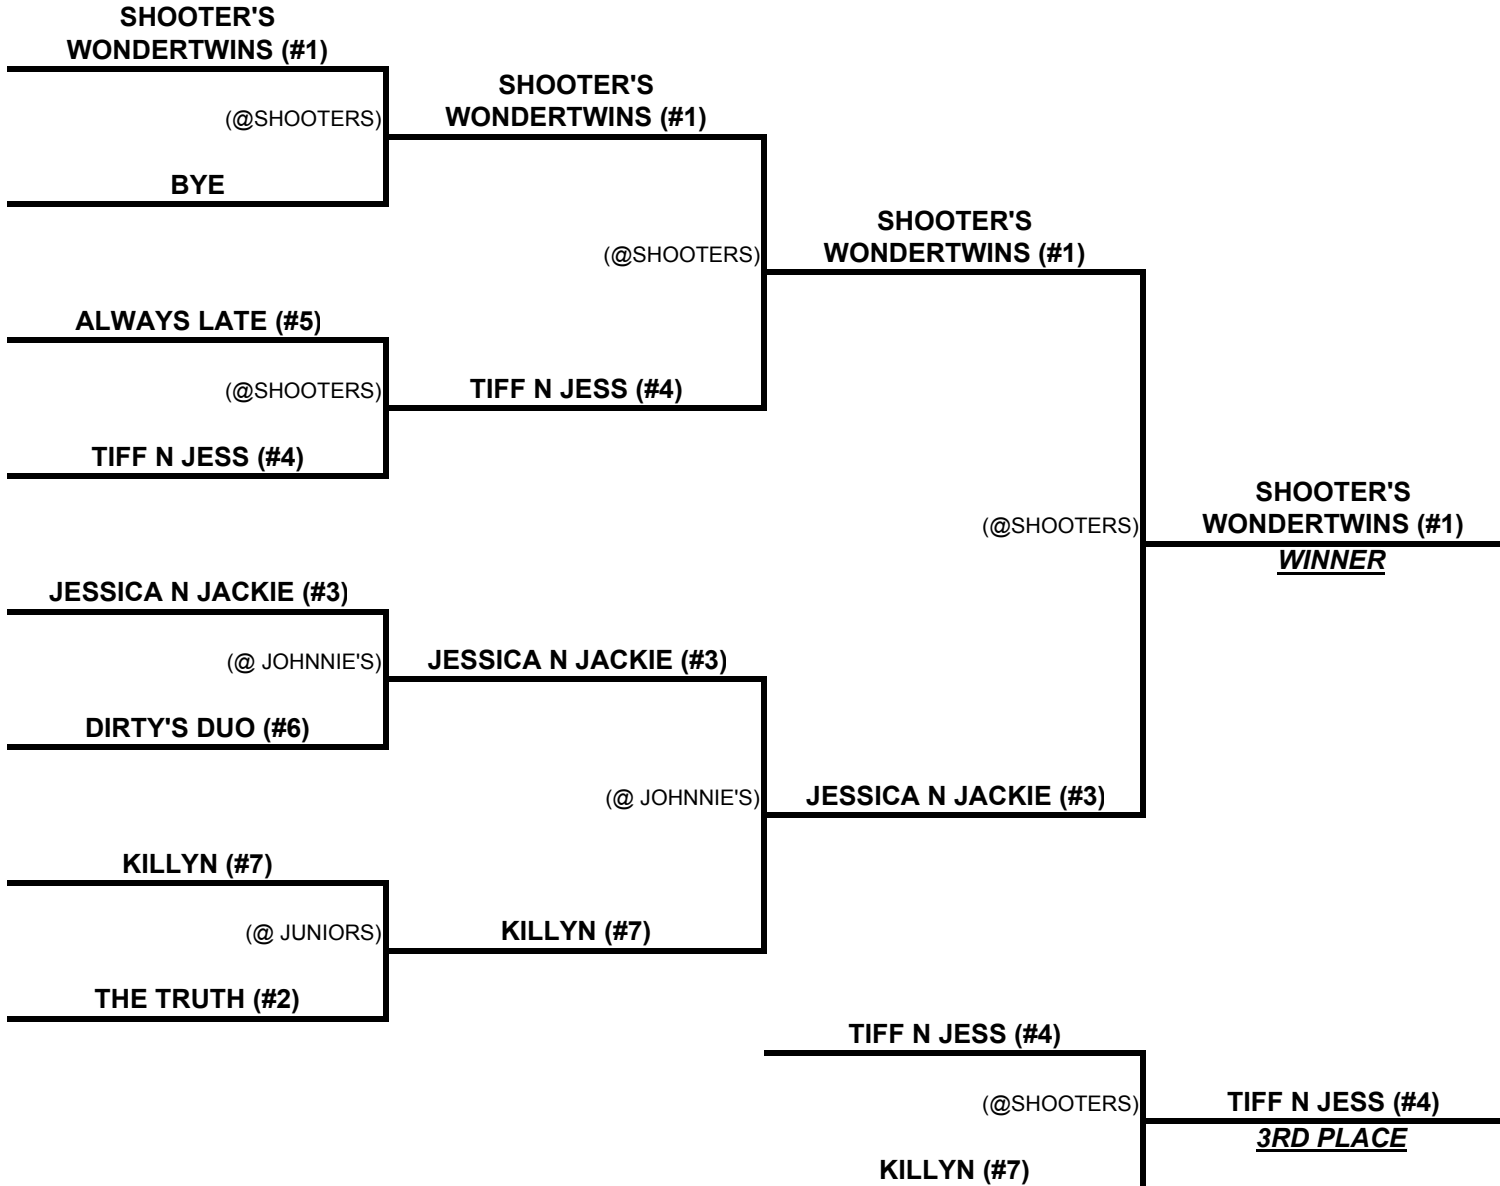 SHOOTER'S
WONDERTWINS (#1)
(@SHOOTERS)
BYE
SHOOTER'S
WONDERTWINS (#1)
(@SHOOTERS)
ALWAYS LATE (#5)
(@SHOOTERS)
TIFF N JESS (#4)
TIFF N JESS (#4)
SHOOTER'S
WONDERTWINS (#1)
(@SHOOTERS)
SHOOTER'S
WONDERTWINS (#1)
WINNER
JESSICA N JACKIE (#3)
(@ JOHNNIE'S)
DIRTY'S DUO (#6)
JESSICA N JACKIE (#3)
(@ JOHNNIE'S)
JESSICA N JACKIE (#3)
KILLYN (#7)
(@ JUNIORS)
THE TRUTH (#2)
KILLYN (#7)
TIFF N JESS (#4)
(@SHOOTERS)
KILLYN (#7)
TIFF N JESS (#4)
3RD PLACE